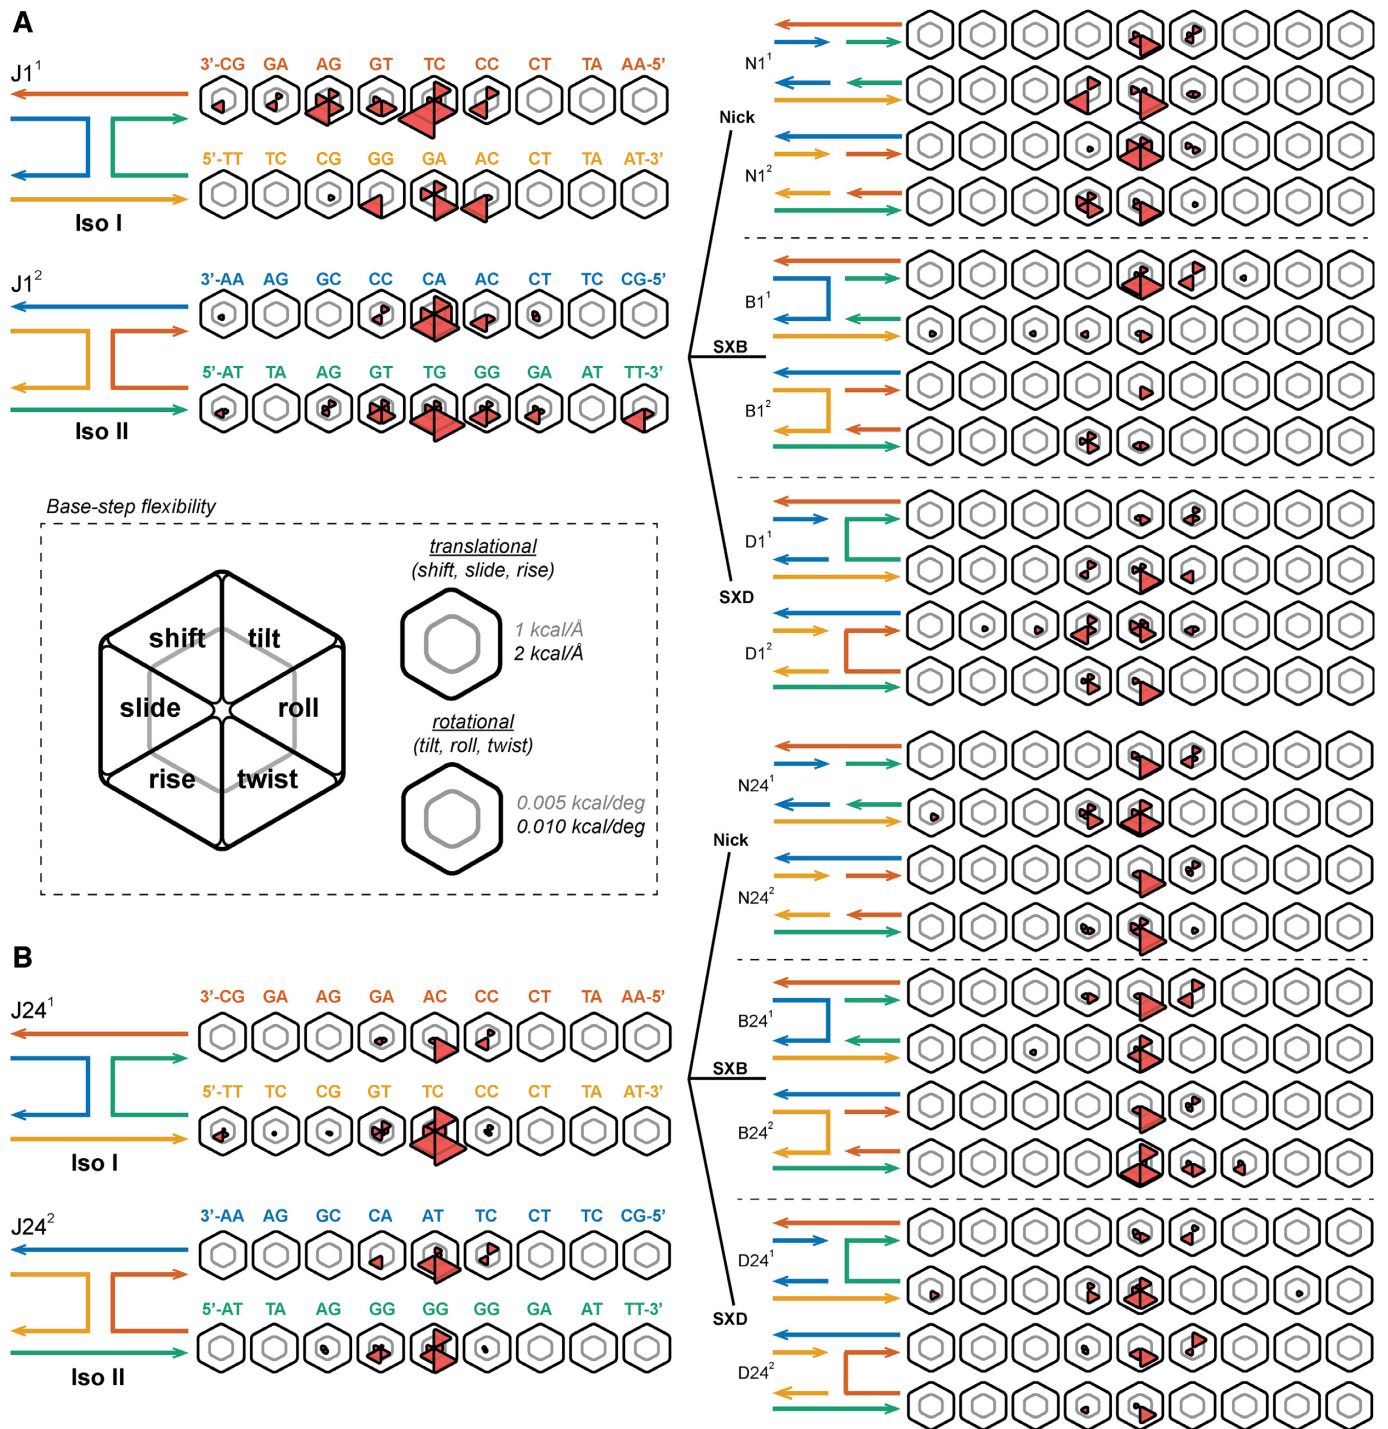 A
J1¹
3'-CG GA AG GT TC CC CT TA AA-5'
5'-TT TC CG GG GA AC CT TA AT-3'
Iso I
J1²
3'-AA AG GC CC CA AC CT TC CG-5'
5'-AT TA AG GT TG GG GA AT TT-3'
Iso II
Base-step flexibility
shift tilt
slide roll
rise twist
translational
(shift, slide, rise)
1 kcal/Å
2 kcal/Å
rotational
(tilt, roll, twist)
0.005 kcal/deg
0.010 kcal/deg
Nick
N1¹
N1²
SXB
B1¹
B1²
SXD
D1¹
D1²
B
J24¹
3'-CG GA AG GA AC CC CT TA AA-5'
5'-TT TC CG GT TC CC CT TA AT-3'
Iso I
J24²
3'-AA AG GC CA AT TC CT TC CG-5'
5'-AT TA AG GG GG GG GA AT TT-3'
Iso II
Nick
N24¹
N24²
SXB
B24¹
B24²
SXD
D24¹
D24²